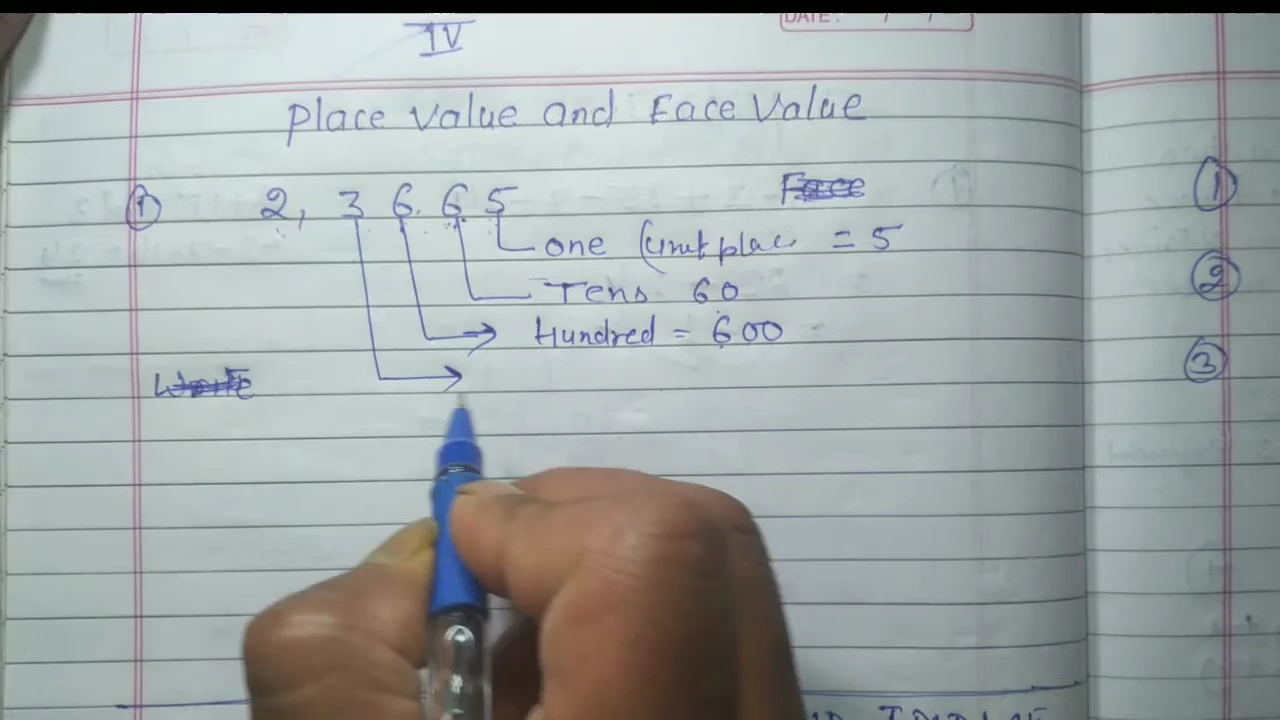 DATE: / /
IV
Place Value and Face Value
① 2, 3 6 6 5
one (unit place = 5
Tens 60
Hundred = 600
①
②
③